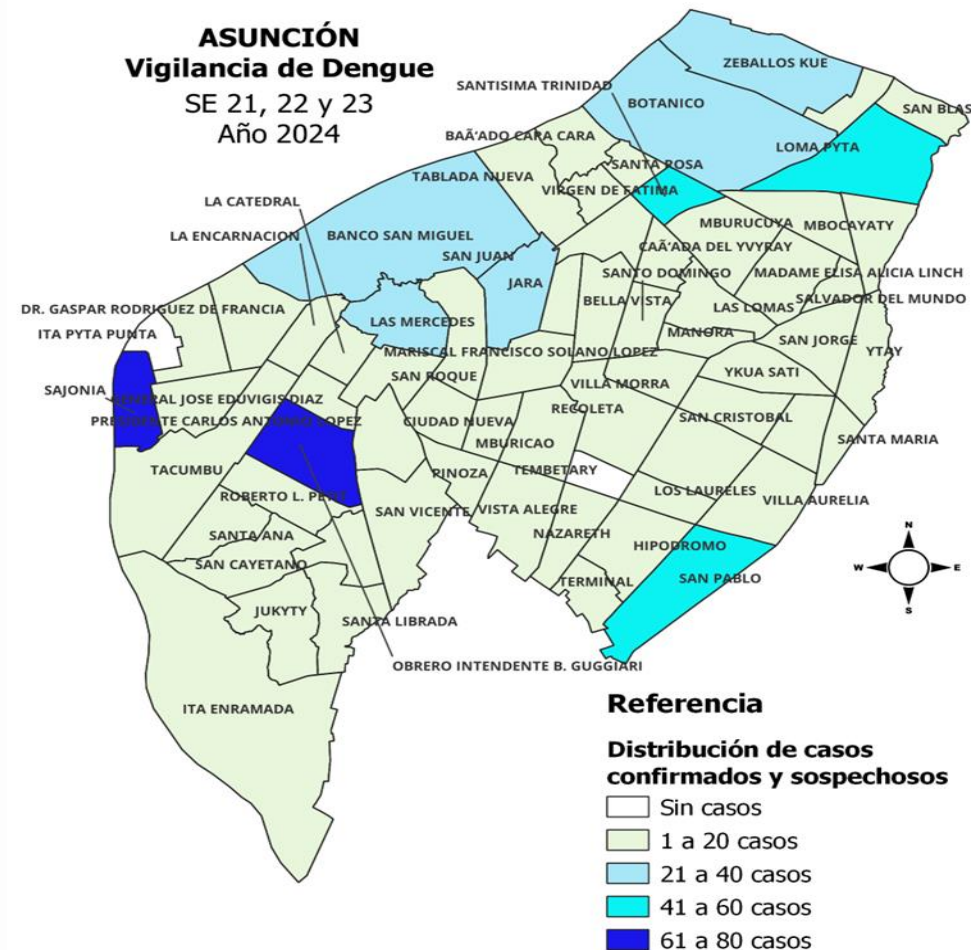 ASUNCIÓN
Vigilancia de Dengue
SE 21, 22 y 23
Año 2024
ZEBALLOS KUE
SANTISIMA TRINIDAD
BOTANICO
SAN BLAS
BAÃ'ADO CARA CARA
LOMA PYTA
SANTA ROSA
TABLADA NUEVA
VIRGEN DE FATIMA
LA CATEDRAL
MBURUCUYA
MBOCAYATY
LA ENCARNACION
BANCO SAN MIGUEL
CAÃ'ADA DEL YVYRAY
SAN JUAN
SANTO DOMINGO
MADAME ELISA ALICIA LINCH
JARA
BELLA VISTA
SALVADOR DEL MUNDO
DR. GASPAR RODRIGUEZ DE FRANCIA
LAS LOMAS
LAS MERCEDES
ITA PYTA PUNTA
MANORA
SAN JORGE
MARISCAL FRANCISCO SOLANO LOPEZ
YTAY
SAN ROQUE
YKUA SATI
VILLA MORRA
SAJONIA
GENERAL JOSE EDUVIGIS DIAZ
RECOLETA
PRESIDENTE CARLOS ANTONIO LOPEZ
CIUDAD NUEVA
SAN CRISTOBAL
MBURICAO
SANTA MARIA
TACUMBU
PINOZA
TEMBETARY
ROBERTO L. PETIT
LOS LAURELES
VILLA AURELIA
SAN VICENTE
VISTA ALEGRE
SANTA ANA
NAZARETH
HIPODROMO
SAN CAYETANO
TERMINAL
SAN PABLO
JUKYTY
SANTA LIBRADA
OBRERO INTENDENTE B. GUGGIARI
ITA ENRAMADA
N
W
E
S
Referencia
Distribución de casos
confirmados y sospechosos
Sin casos
1 a 20 casos
21 a 40 casos
41 a 60 casos
61 a 80 casos